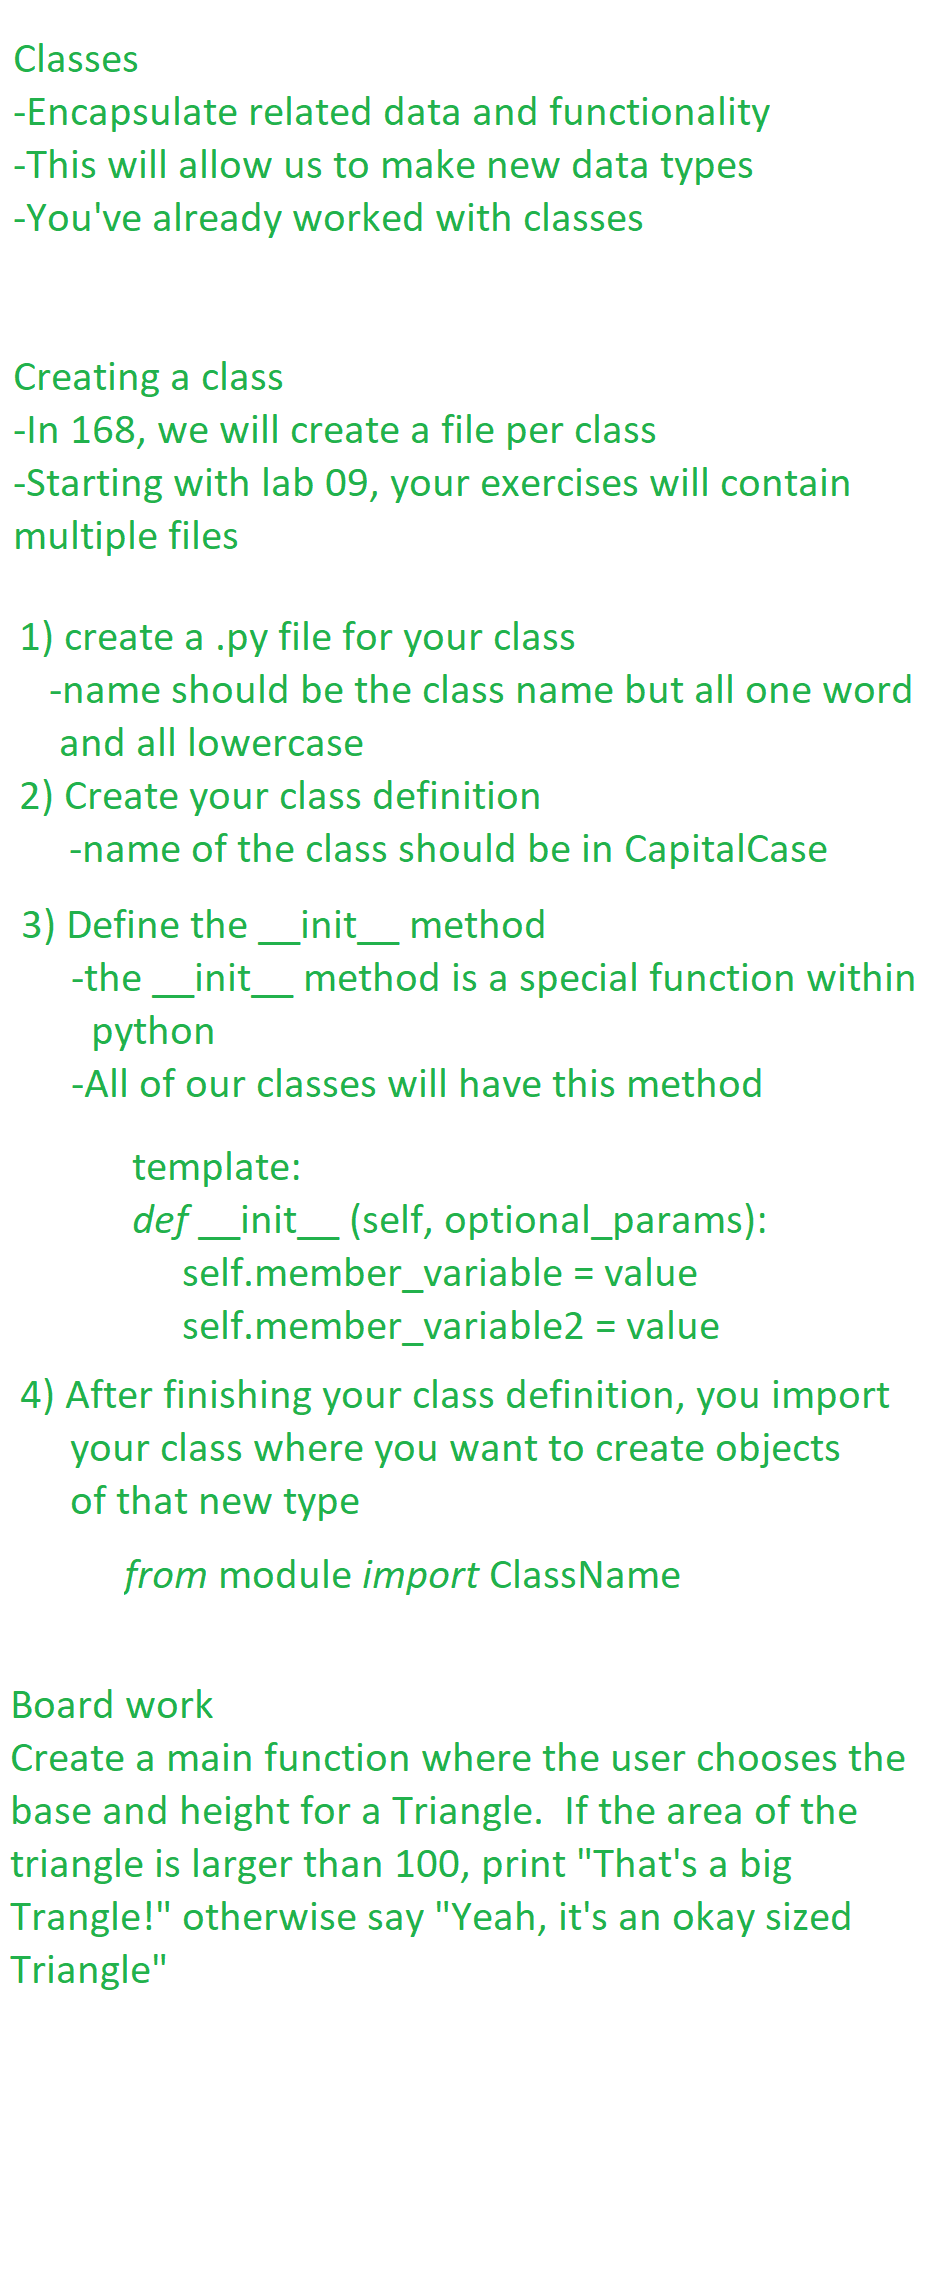 Classes
-Encapsulate related data and functionality
-This will allow us to make new data types
-You've already worked with classes
Creating a class
-In 168, we will create a file per class
-Starting with lab 09, your exercises will contain
multiple files
1) create a .py file for your class
-name should be the class name but all one word
and all lowercase
2) Create your class definition
-name of the class should be in CapitalCase
3) Define the __init__ method
-the __init__ method is a special function within
python
-All of our classes will have this method
template:
def __init__ (self, optional_params):
self.member_variable = value
self.member_variable2 = value
4) After finishing your class definition, you import
your class where you want to create objects
of that new type
from module import ClassName
Board work
Create a main function where the user chooses the
base and height for a Triangle.  If the area of the
triangle is larger than 100, print "That's a big
Trangle!" otherwise say "Yeah, it's an okay sized
Triangle"